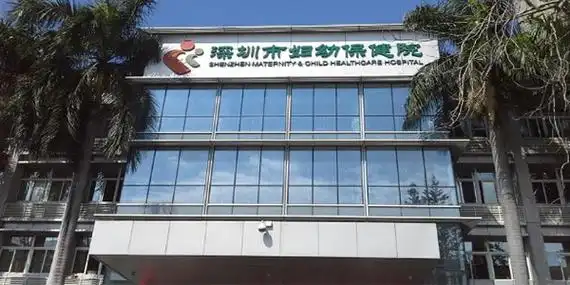 深圳市妇幼保健院
SHENZHEN MATERNITY & CHILD HEALTHCARE HOSPITAL